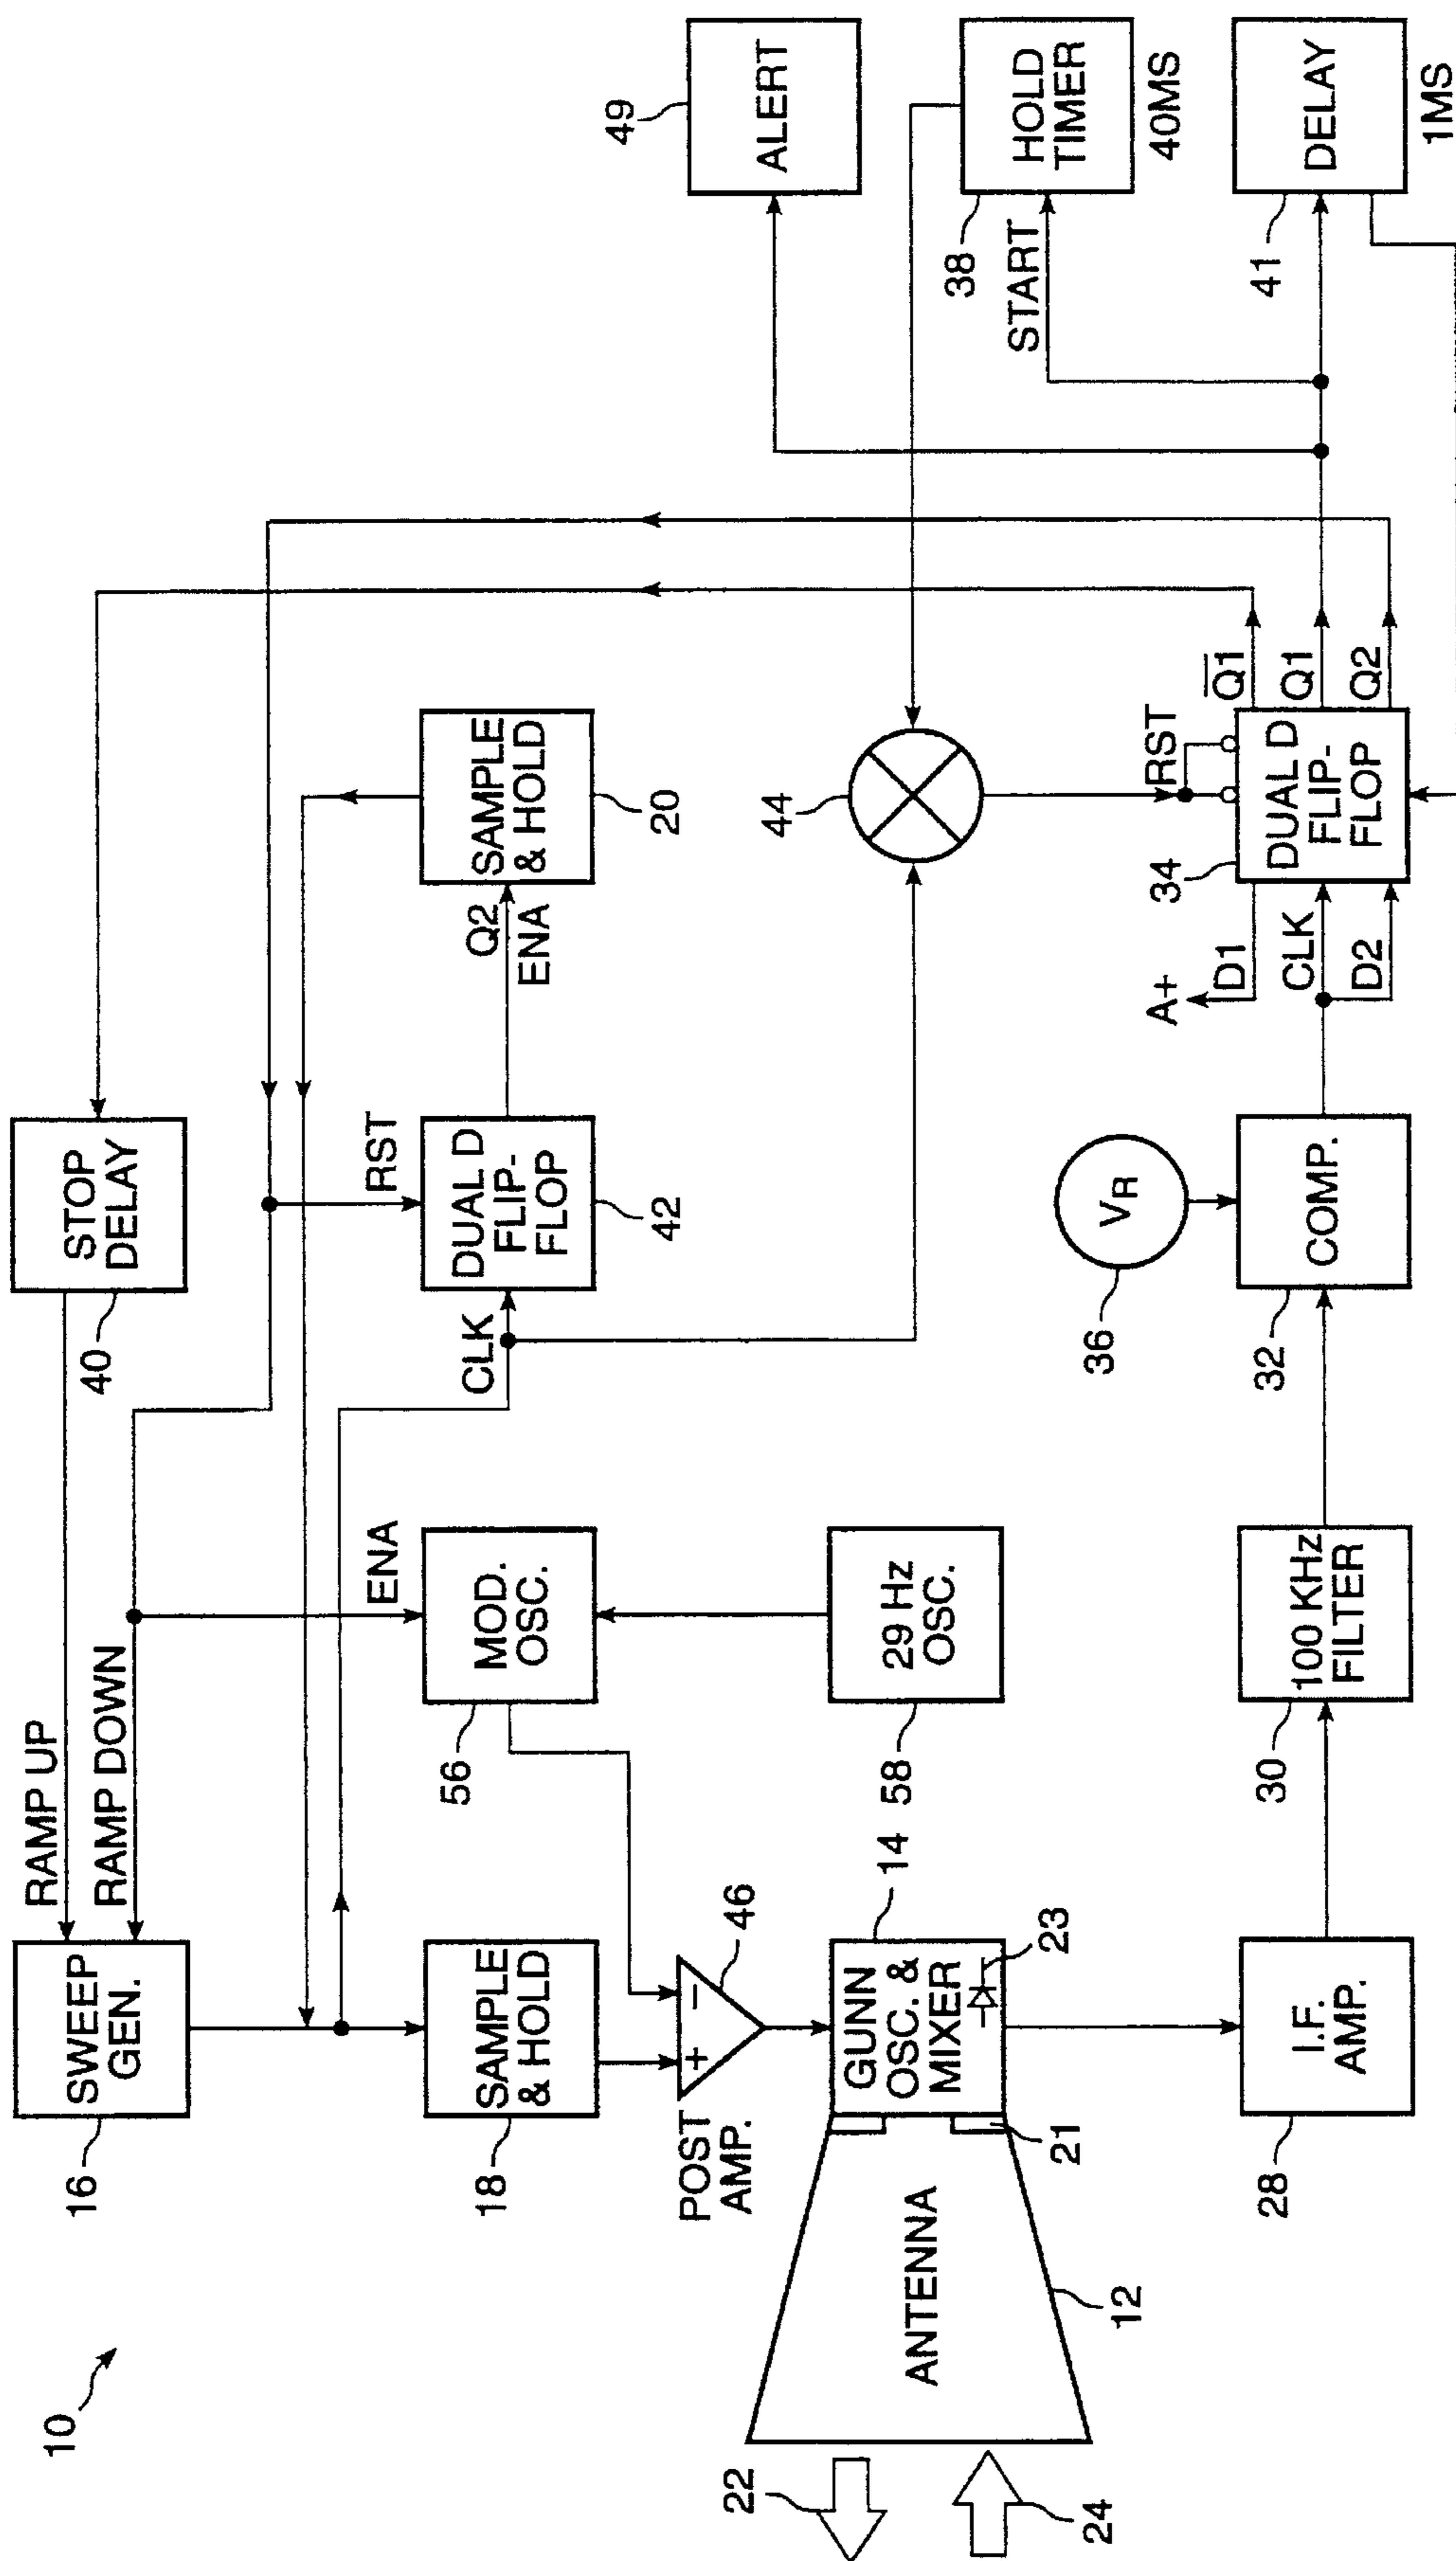 10
16
SWEEP
GEN.
RAMP UP
RAMP DOWN
40
STOP
DELAY
18
SAMPLE
& HOLD
56
MOD.
OSC.
ENA
CLK
RST
DUAL D
FLIP-
FLOP
42
Q2
ENA
SAMPLE
& HOLD
20
49
ALERT
POST
AMP.
+
−
46
58
29 Hz
OSC.
44
38
START
HOLD
TIMER
40MS
22
24
ANTENNA
12
21
GUNN
OSC. &
MIXER
14
23
36
VR
28
I.F.
AMP.
30
100 KHz
FILTER
32
COMP.
A+
D1
CLK
D2
34
RST
DUAL D
FLIP-
FLOP
Q̅1̅
Q1
Q2
41
DELAY
1MS